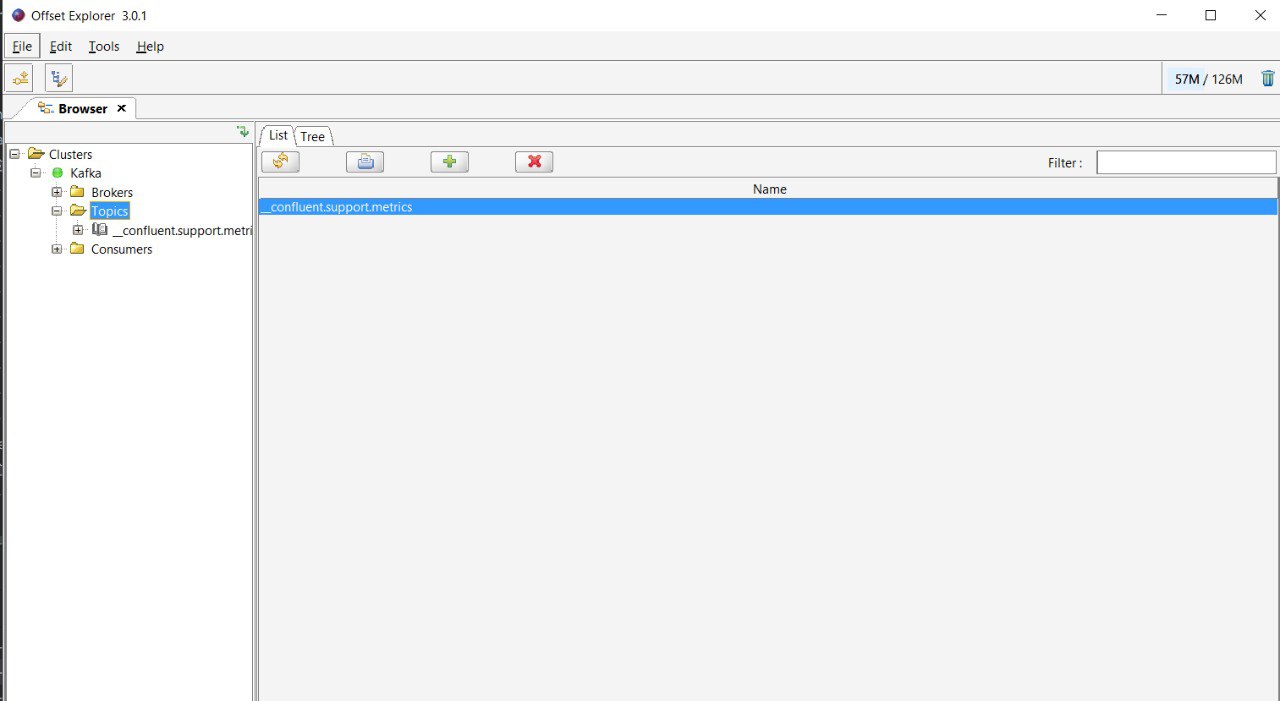 Offset Explorer 3.0.1
File Edit Tools Help
57M / 126M
Browser
List Tree
Clusters
Filter :
Kafka
Name
Brokers
__confluent.support.metrics
Topics
__confluent.support.metri
Consumers